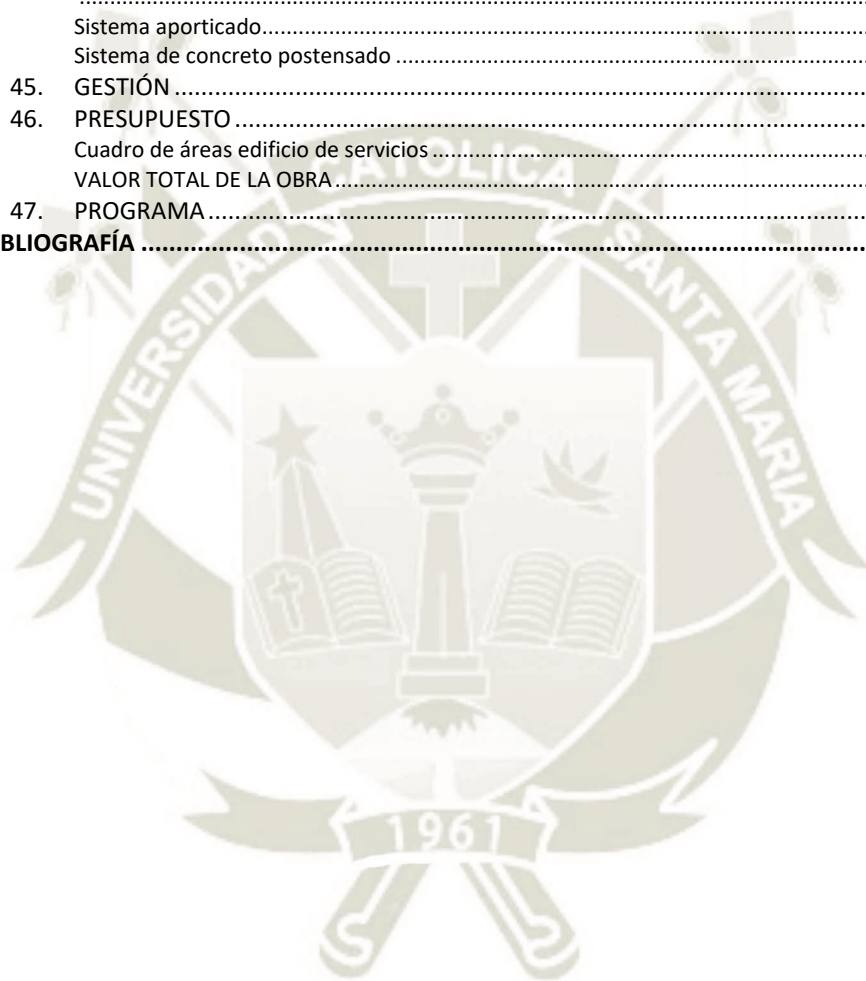 ................................................................................
Sistema aporticado................................................................................
Sistema de concreto postensado ................................................................................
45. GESTIÓN ................................................................................
46. PRESUPUESTO ................................................................................
Cuadro de áreas edificio de servicios ................................................................................
VALOR TOTAL DE LA OBRA ................................................................................
47. PROGRAMA ................................................................................
BLIOGRAFÍA ................................................................................
UNIVERSIDAD CATOLICA SANTA MARIA
1961